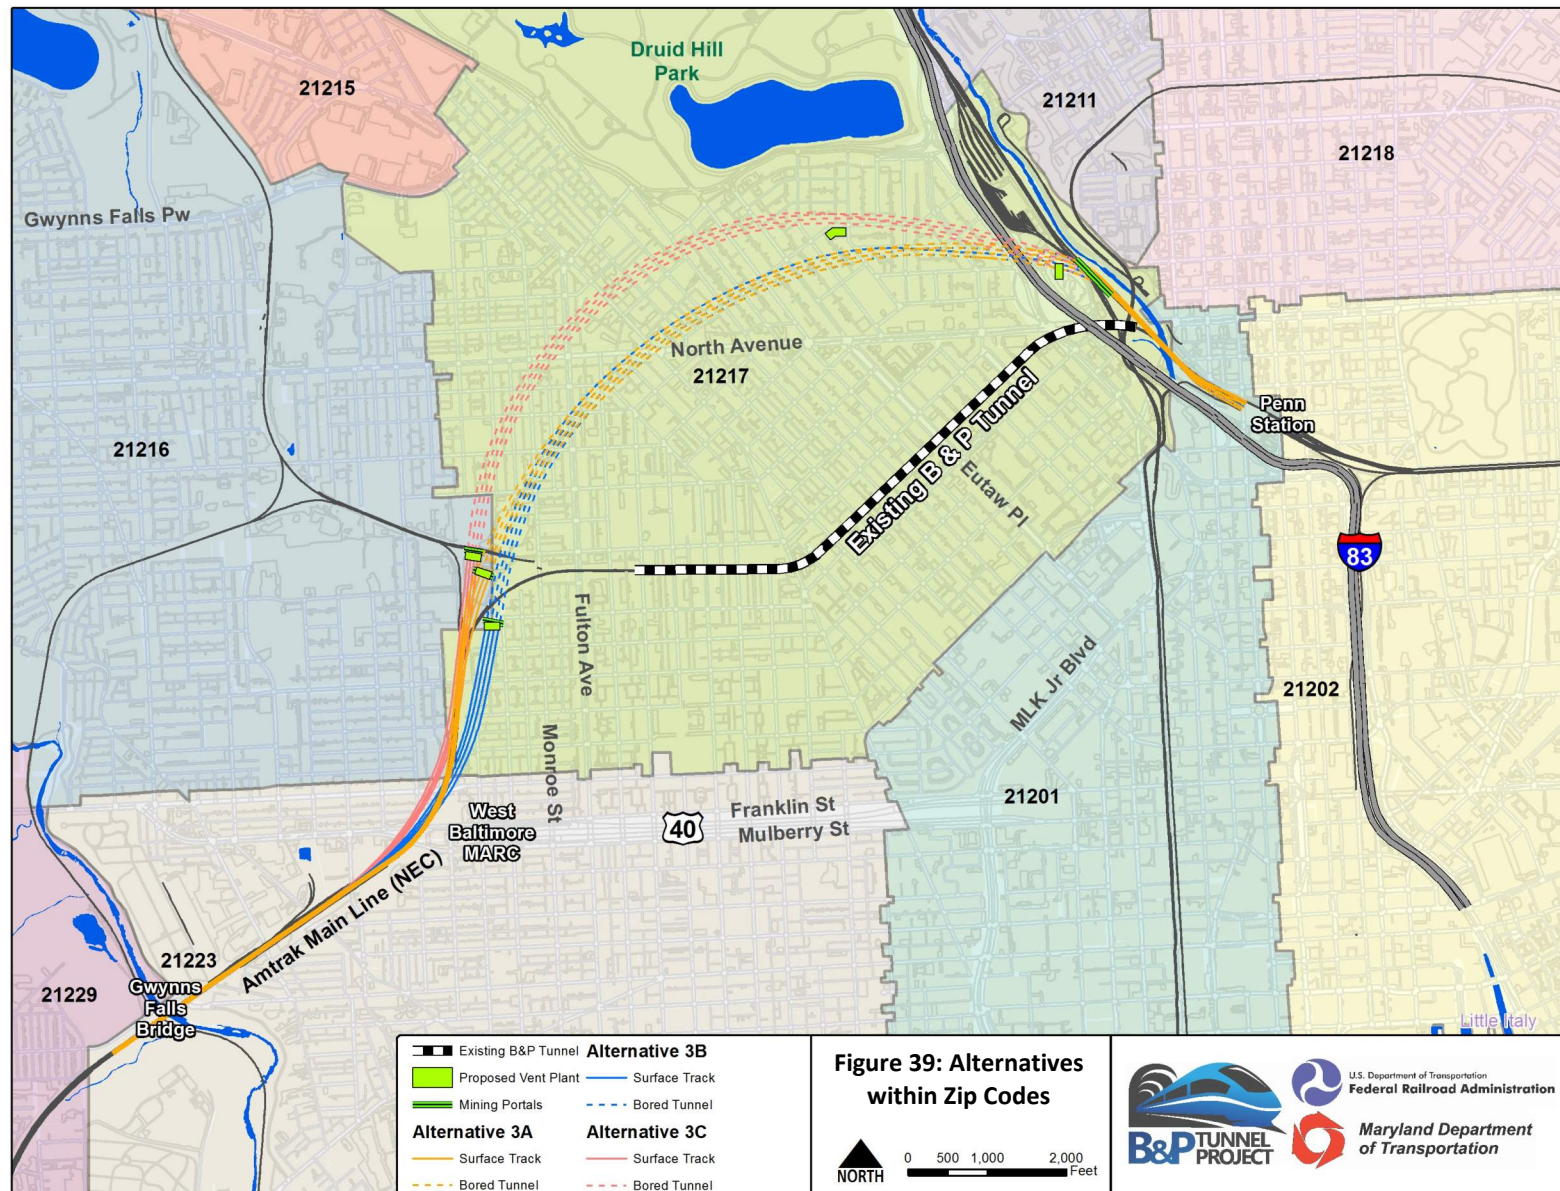 Druid Hill
Park
21215
21211
21218
Gwynns Falls Pw
North Avenue
21217
Existing B & P Tunnel
Penn
Station
21216
Eutaw Pl
83
Fulton Ave
MLK Jr Blvd
21202
Monroe St
21201
West
Baltimore
MARC
Franklin St
40
Mulberry St
Amtrak Main Line (NEC)
21223
21229
Gwynns
Falls
Bridge
Little Italy
Existing B&P Tunnel
Proposed Vent Plant
Mining Portals
Alternative 3A
Surface Track
Bored Tunnel
Alternative 3B
Surface Track
Bored Tunnel
Alternative 3C
Surface Track
Bored Tunnel
Figure 39: Alternatives
within Zip Codes
NORTH
0 500 1,000 2,000
Feet
B&P TUNNEL
PROJECT
U.S. Department of Transportation
Federal Railroad Administration
Maryland Department
of Transportation